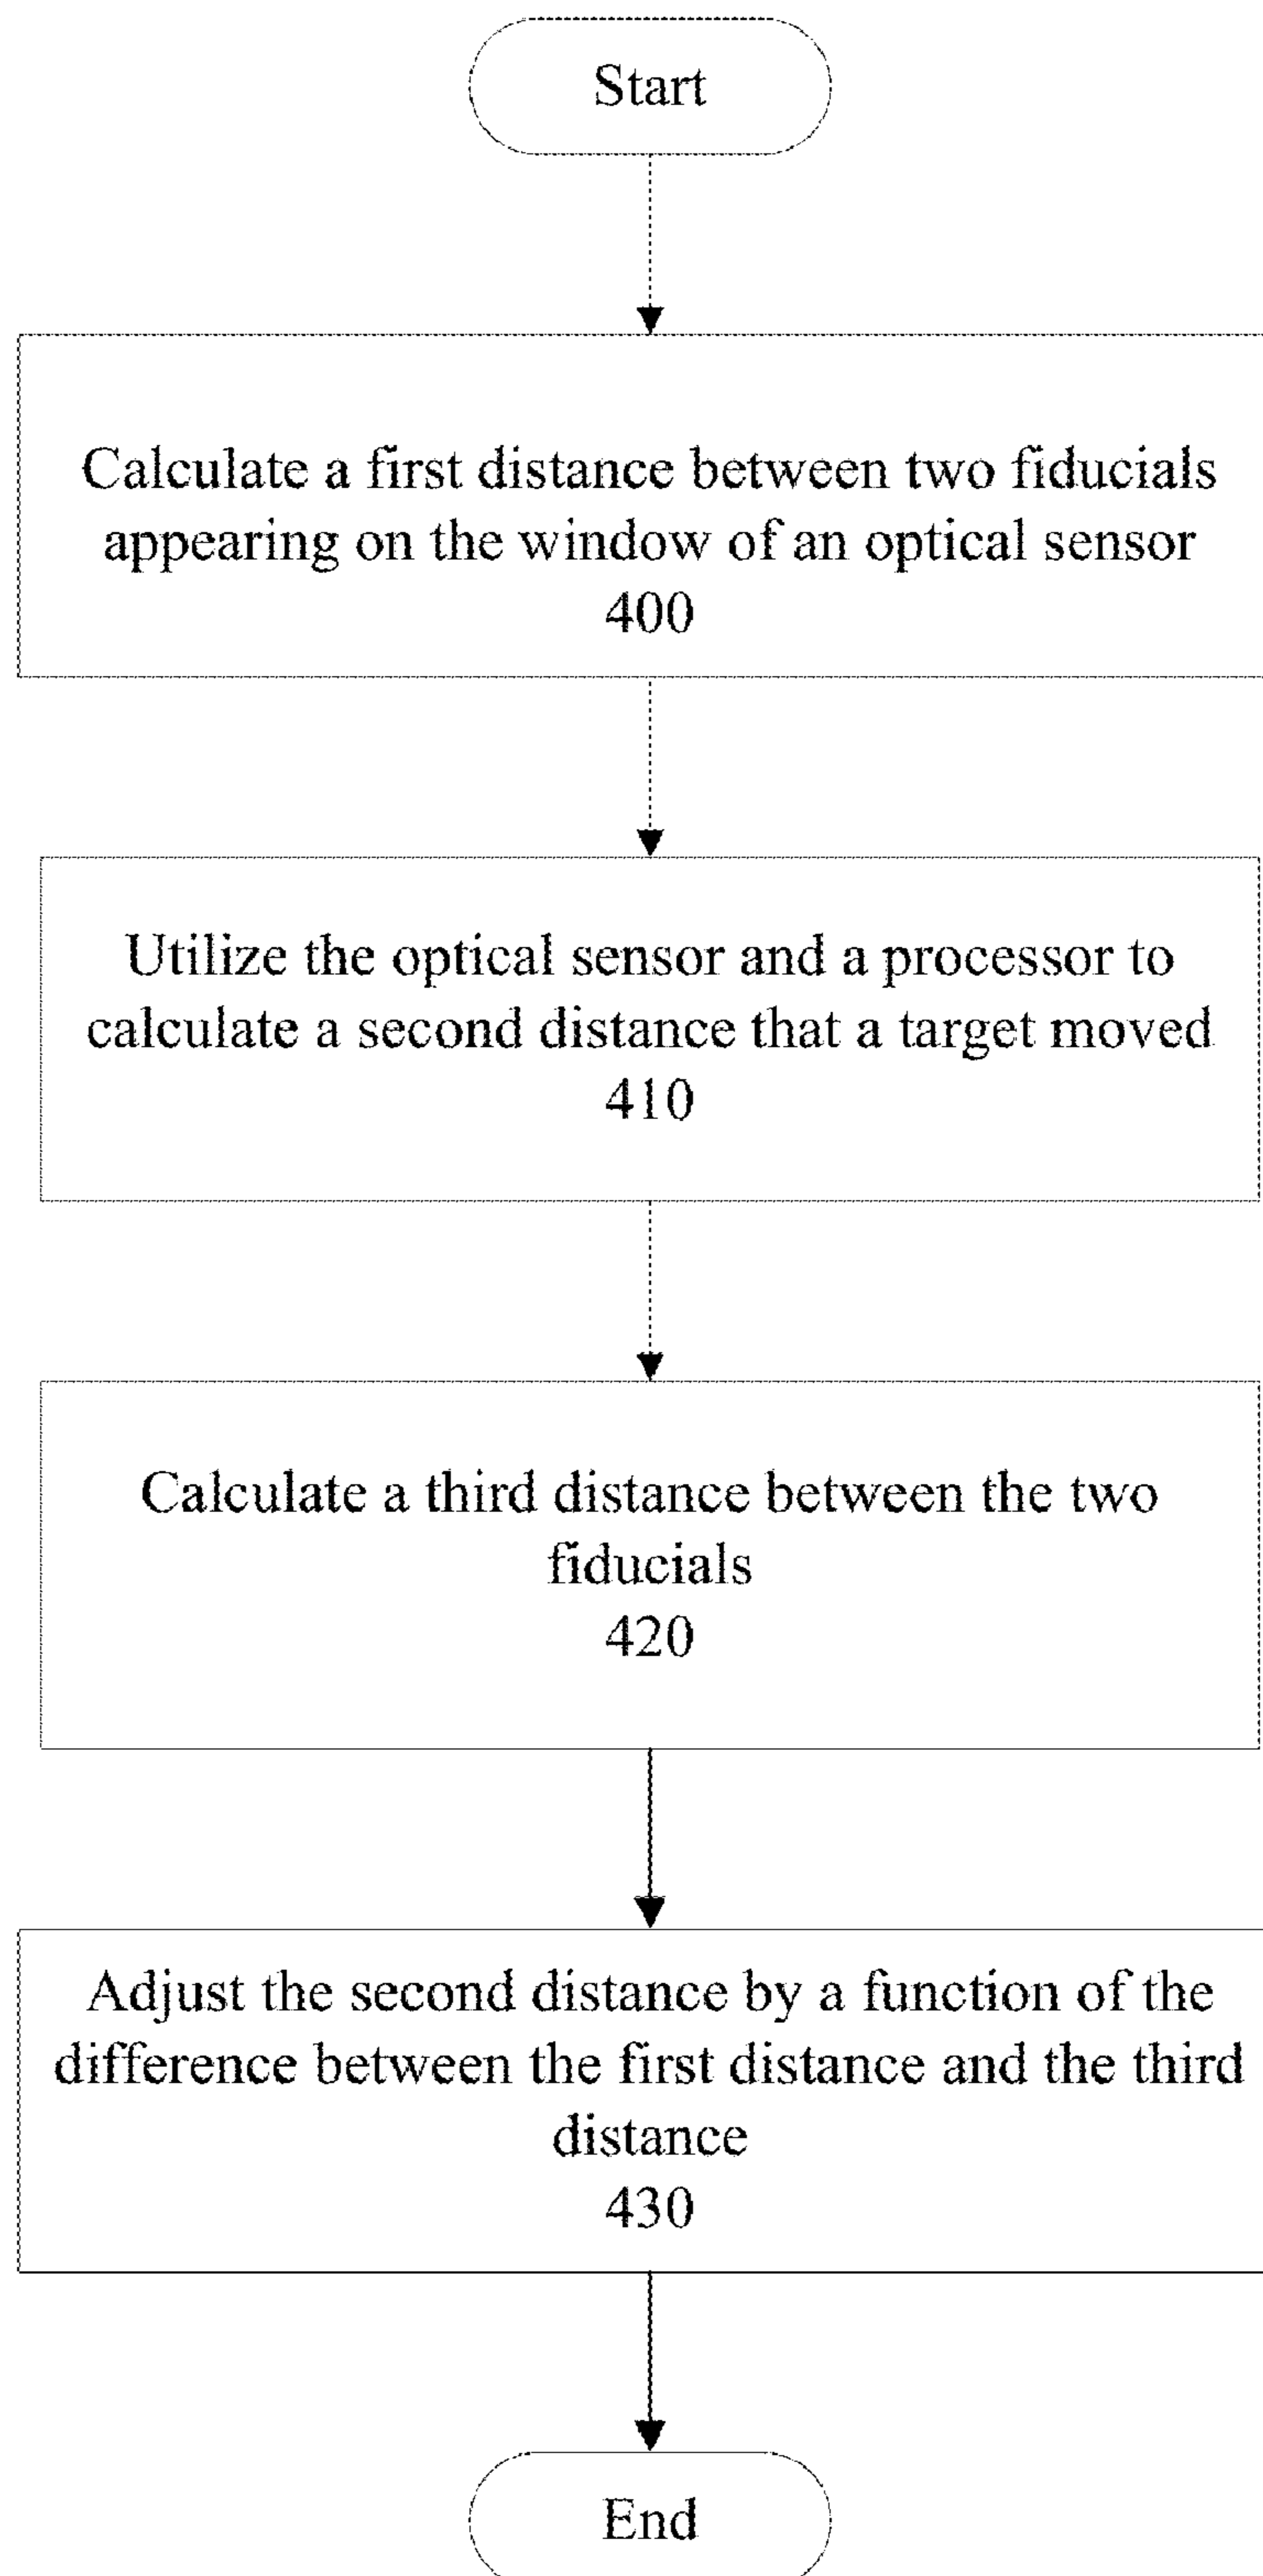 Start
Calculate a first distance between two fiducials
appearing on the window of an optical sensor
400
Utilize the optical sensor and a processor to
calculate a second distance that a target moved
410
Calculate a third distance between the two
fiducials
420
Adjust the second distance by a function of the
difference between the first distance and the third
distance
430
End